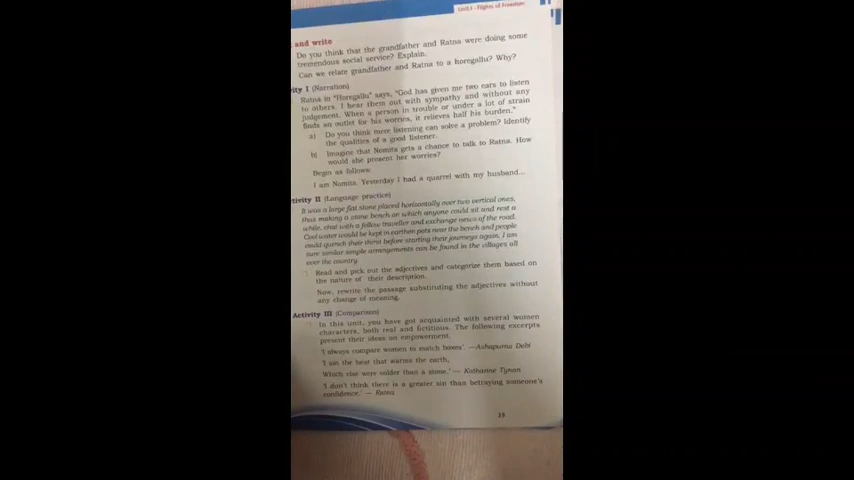 Unit I - Flights of Freedom
and write
Do you think that the grandfather and Ratna were doing some
tremendous social service? Explain.
Can we relate grandfather and Ratna to a horegallu? Why?
ity I (Narration)
Ratna in "Horegallu" says, "God has given me two ears to listen
to others. I hear them out with sympathy and without any
judgement. When a person in trouble or under a lot of strain
finds an outlet for his worries, it relieves half his burden."
a) Do you think mere listening can solve a problem? Identify
the qualities of a good listener.
b) Imagine that Nomita gets a chance to talk to Ratna. How
would she present her worries?
Begin as follows:
I am Nomita. Yesterday I had a quarrel with my husband...
tivity II (Language practice)
It was a large flat stone placed horizontally over two vertical ones,
thus making a stone bench on which anyone could sit and rest a
while, chat with a fellow traveller and exchange news of the road.
Cool water would be kept in earthen pots near the bench and people
could quench their thirst before starting their journeys again. I am
sure similar simple arrangements can be found in the villages all
over the country.
Read and pick out the adjectives and categorize them based on
the nature of their description.
Now, rewrite the passage substituting the adjectives without
any change of meaning.
Activity III (Comparison)
In this unit, you have got acquainted with several women
characters, both real and fictitious. The following excerpts
present their ideas on empowerment.
'I always compare women to match boxes'. —Ashapurna Debi
'I am the heat that warms the earth,
Which else were colder than a stone.' — Katharine Tynan
'I don't think there is a greater sin than betraying someone's
confidence.' — Ratna